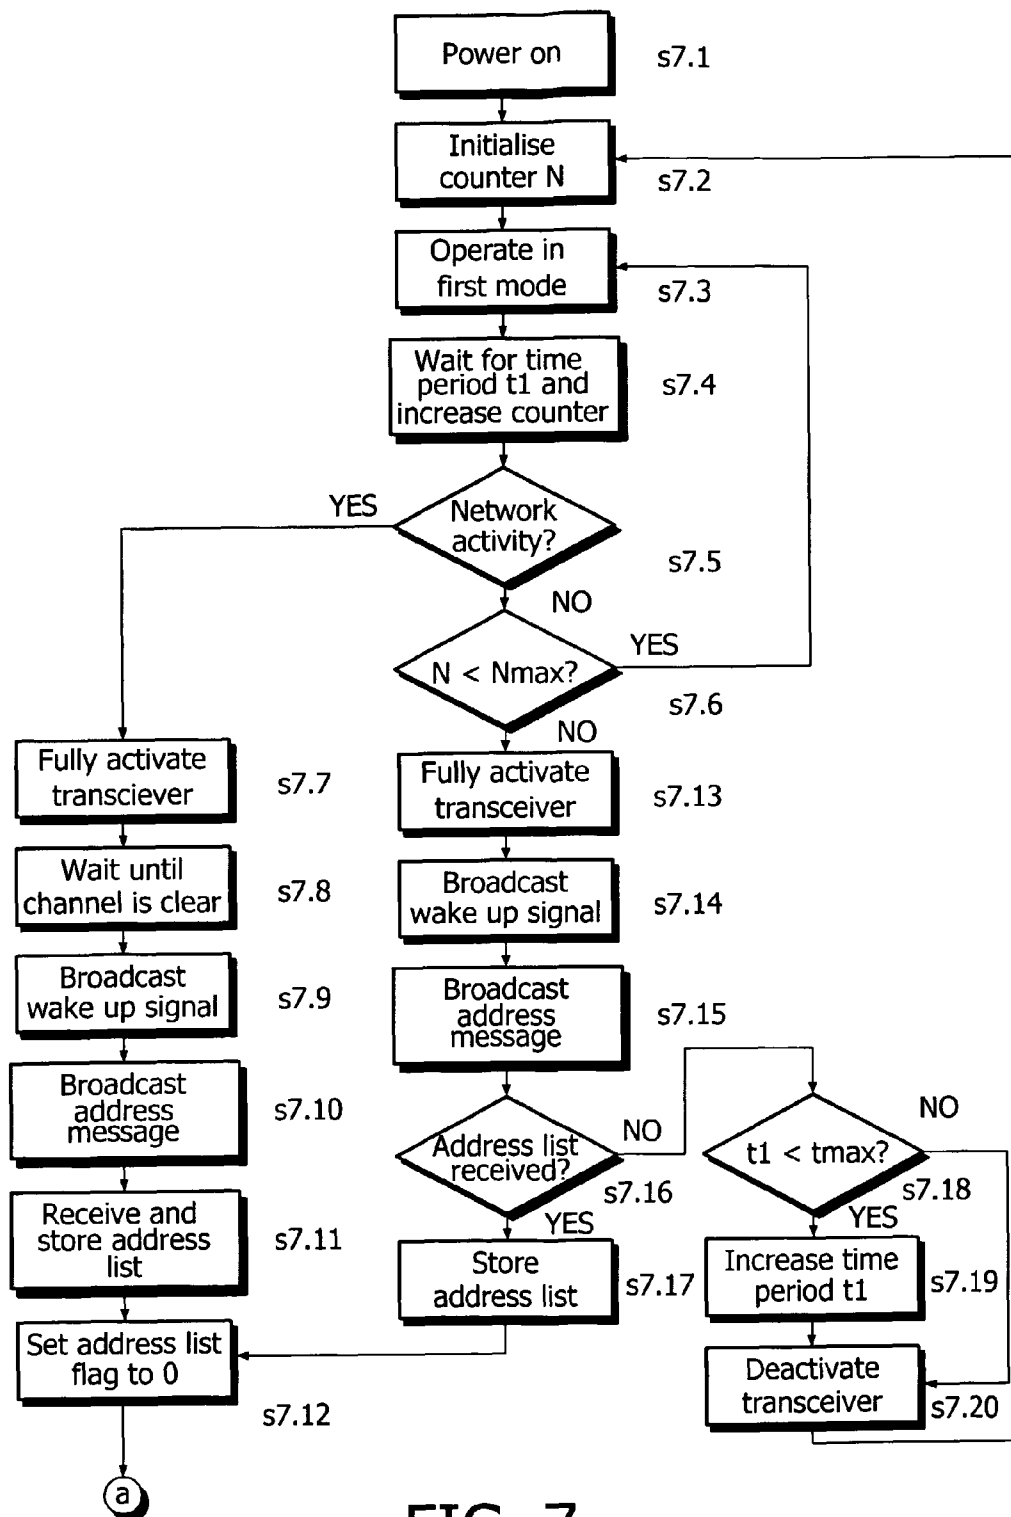 Power on
s7.1
Initialise
counter N
s7.2
Operate in
first mode
s7.3
Wait for time
period t1 and
increase counter
s7.4
YES
Network
activity?
s7.5
NO
N < Nmax?
YES
s7.6
NO
Fully activate
transciever
s7.7
Wait until
channel is clear
s7.8
Broadcast
wake up signal
s7.9
Broadcast
address
message
s7.10
Receive and
store address
list
s7.11
Set address list
flag to 0
s7.12
a
Fully activate
transceiver
s7.13
Broadcast
wake up signal
s7.14
Broadcast
address
message
s7.15
Address list
received?
NO
s7.16
YES
Store
address list
s7.17
t1 < tmax?
NO
s7.18
YES
Increase time
period t1
s7.19
Deactivate
transceiver
s7.20
FIG. 7